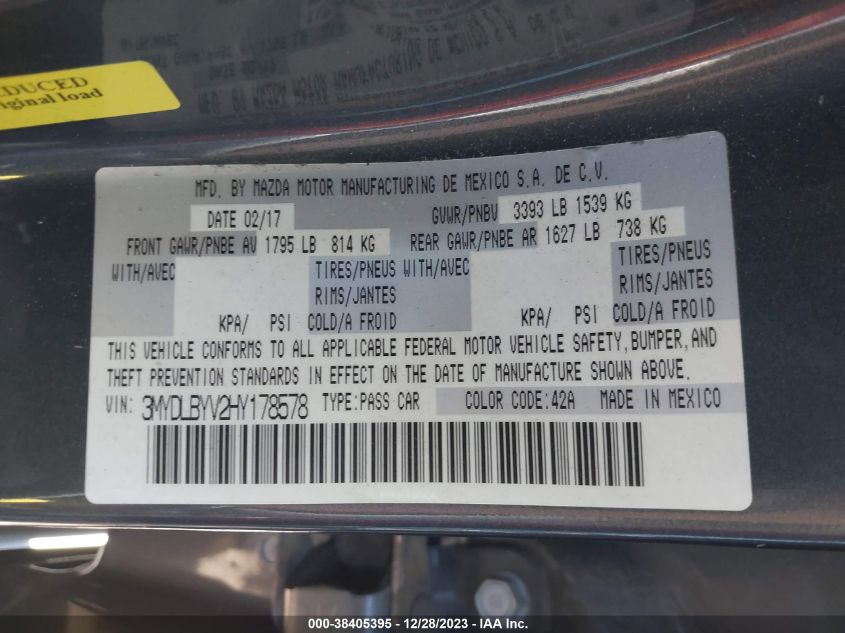 REDUCED
original load
MFD. BY MAZDA MOTOR MANUFACTURING DE MEXICO S.A. DE C.V.
DATE 02/17 GVWR/PNBV 3393 LB 1539 KG
FRONT GAWR/PNBE AV 1795 LB 814 KG REAR GAWR/PNBE AR 1627 LB 738 KG
WITH/AVEC TIRES/PNEUS WITH/AVEC TIRES/PNEUS
RIMS/JANTES RIMS/JANTES
KPA/ PSI COLD/A FROID KPA/ PSI COLD/A FROID
THIS VEHICLE CONFORMS TO ALL APPLICABLE FEDERAL MOTOR VEHICLE SAFETY, BUMPER, AND
THEFT PREVENTION STANDARDS IN EFFECT ON THE DATE OF MANUFACTURE SHOWN ABOVE.
VIN: 3MYDLBYV2HY178578 TYPE:PASS CAR COLOR CODE:42A MADE IN MEXICO
000-38405395 - 12/28/2023 - IAAI.com